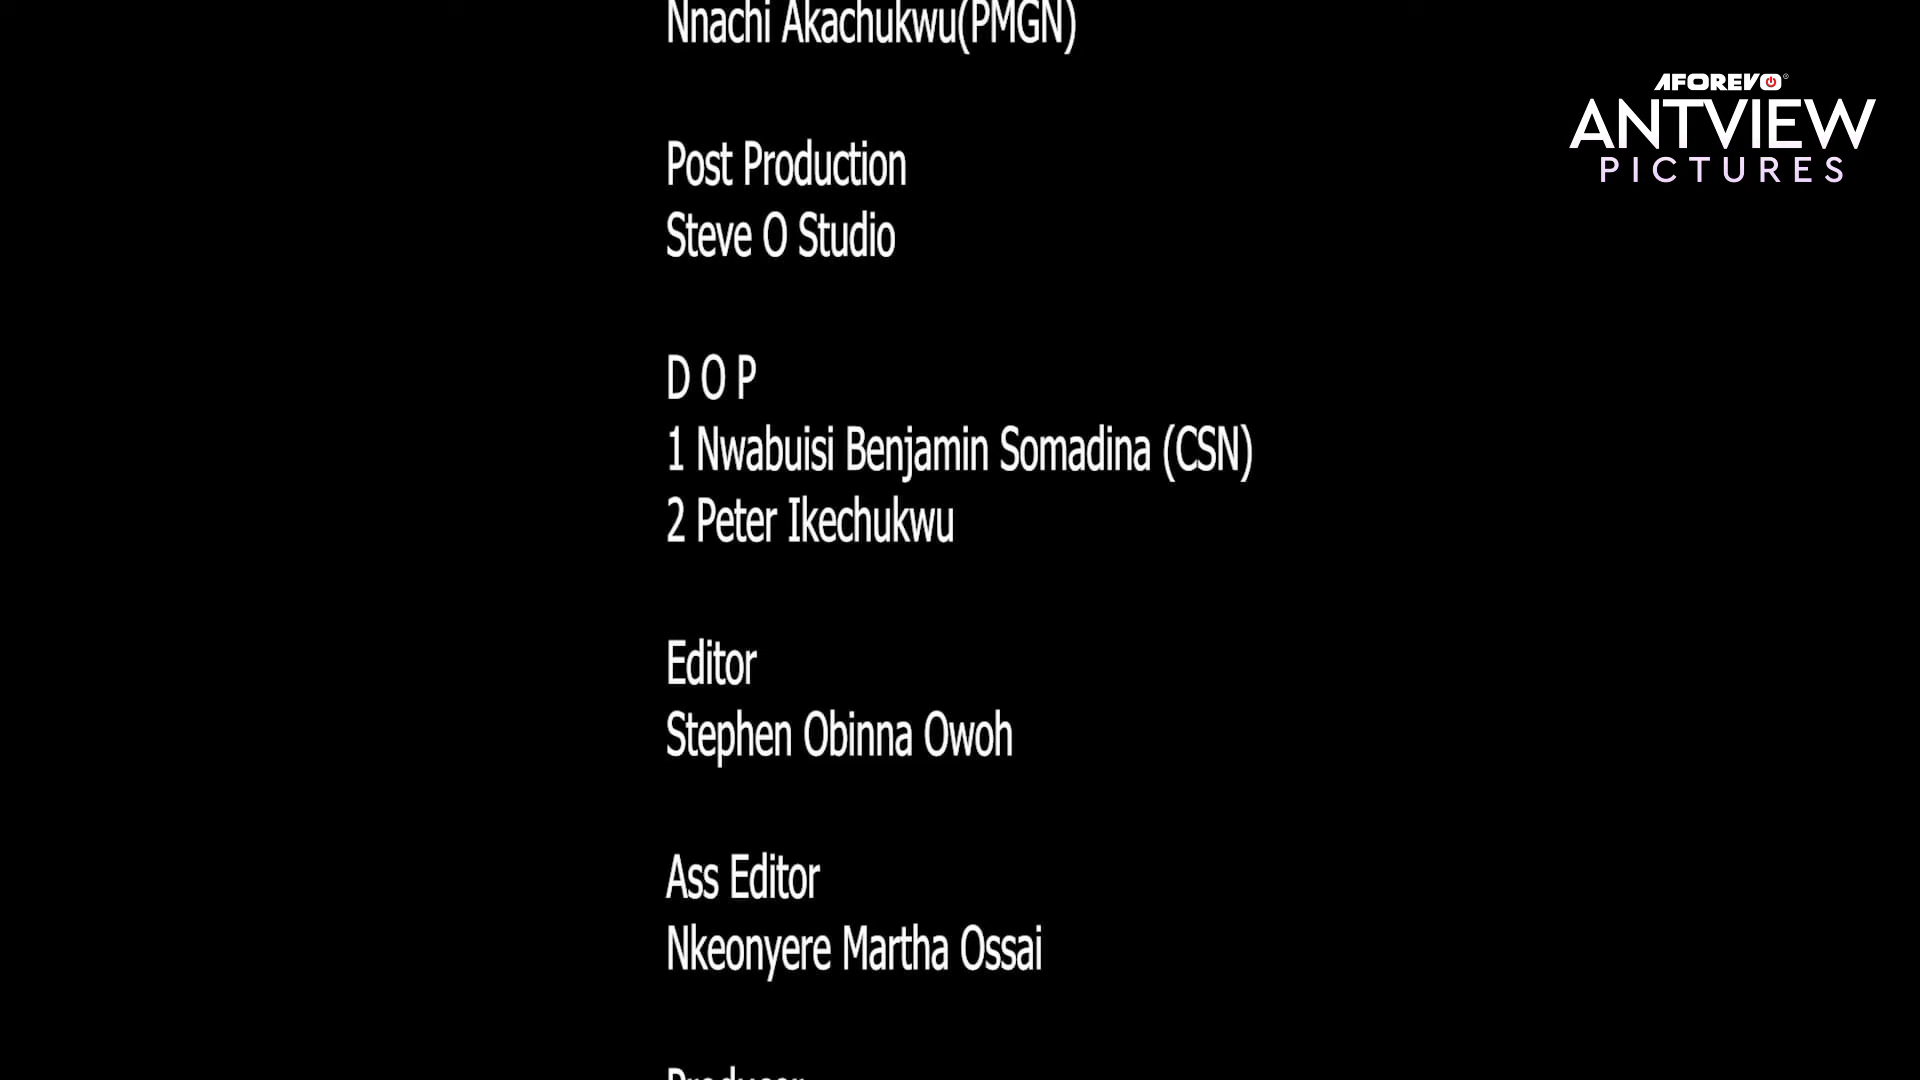 Nnachi Akachukwu(PMGN)
AFOREVO
ANTVIEW
PICTURES
Post Production
Steve O Studio
D O P
1 Nwabuisi Benjamin Somadina (CSN)
2 Peter Ikechukwu
Editor
Stephen Obinna Owoh
Ass Editor
Nkeonyere Martha Ossai
Producer